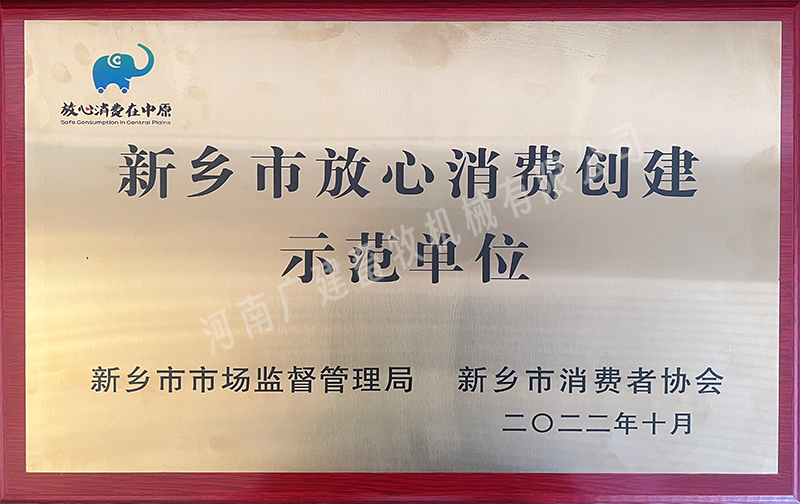 放心消费在中原
Safe Consumption in Central Plains
新乡市放心消费创建
示范单位
河南广建畜牧机械有限公司
新乡市市场监督管理局 新乡市消费者协会
二〇二二年十月